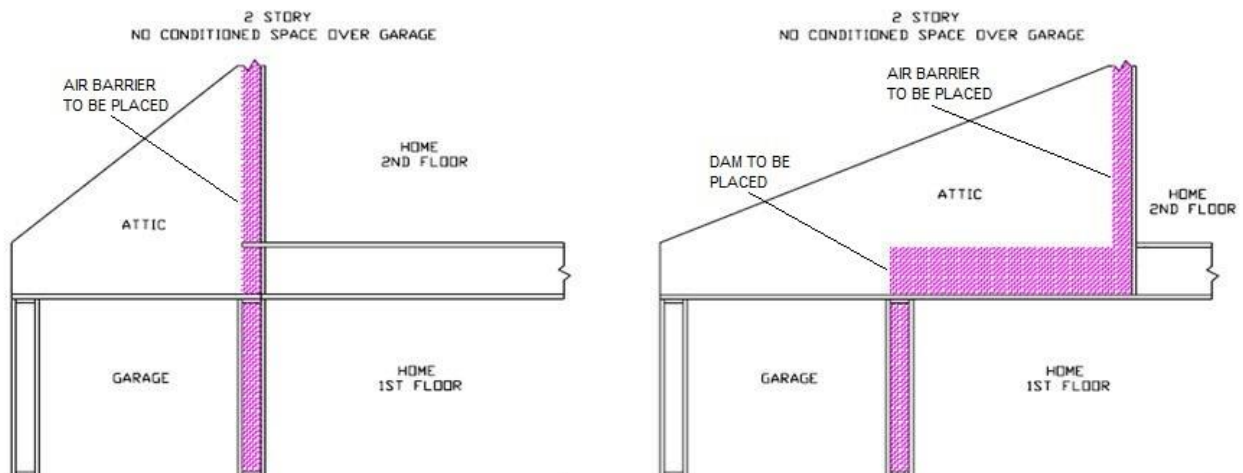 2 STORY
NO CONDITIONED SPACE OVER GARAGE
AIR BARRIER
TO BE PLACED
HOME
2ND FLOOR
ATTIC
GARAGE
HOME
1ST FLOOR
2 STORY
NO CONDITIONED SPACE OVER GARAGE
AIR BARRIER
TO BE PLACED
DAM TO BE
PLACED
ATTIC
HOME
2ND FLOOR
GARAGE
HOME
1ST FLOOR